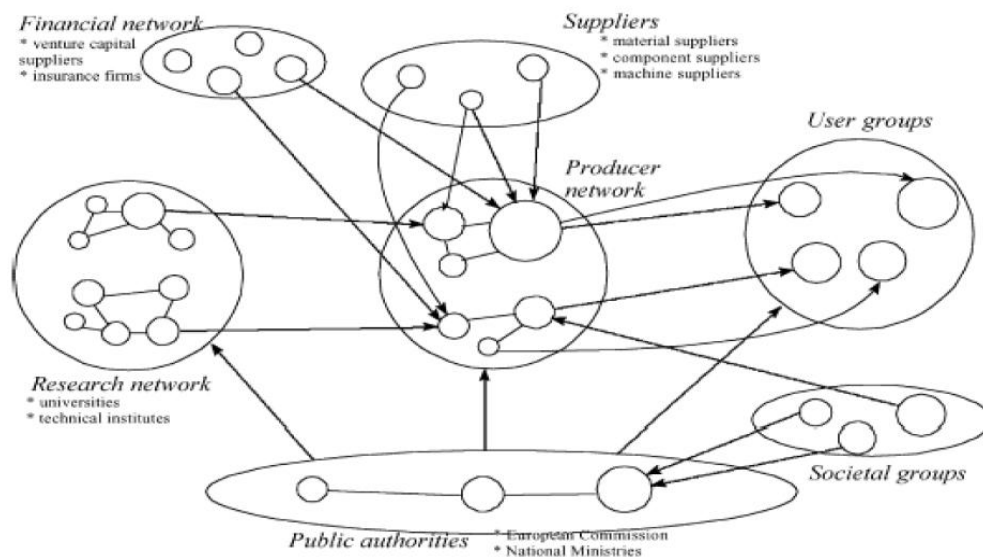 Financial network
* venture capital
suppliers
* insurance firms
Suppliers
* material suppliers
* component suppliers
* machine suppliers
User groups
Producer
network
Research network
* universities
* technical institutes
Societal groups
Public authorities
* European Commission
* National Ministries